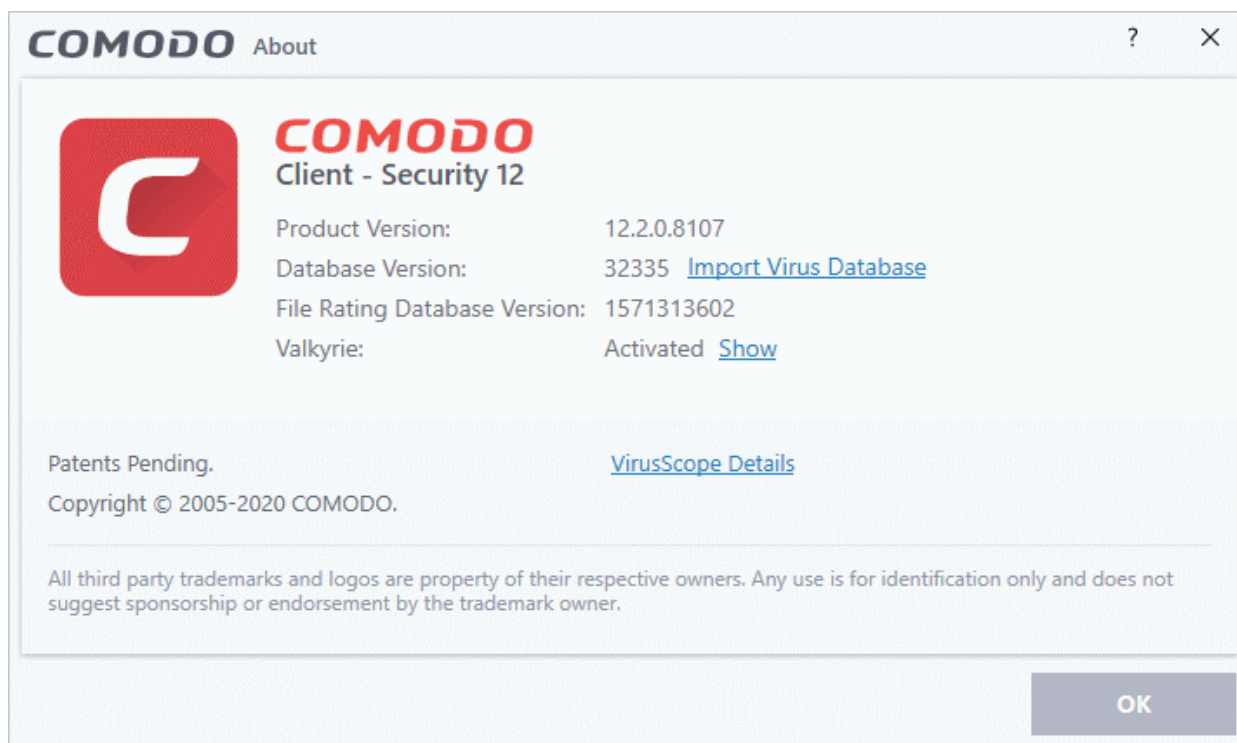 COMODO About ?
COMODO
Client - Security 12
Product Version: 12.2.0.8107
Database Version: 32335 Import Virus Database
File Rating Database Version: 1571313602
Valkyrie: Activated Show
Patents Pending. VirusScope Details
Copyright © 2005-2020 COMODO.
All third party trademarks and logos are property of their respective owners. Any use is for identification only and does not
suggest sponsorship or endorsement by the trademark owner.
OK